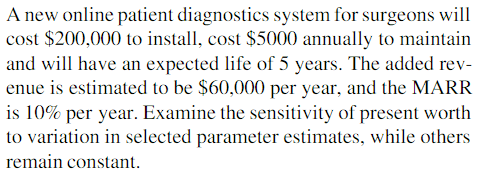 A new online patient diagnostics system for surgeons will
cost $200,000 to install, cost $5000 annually to maintain
and will have an expected life of 5 years. The added rev-
enue is estimated to be $60,000 per year, and the MARR
is 10% per year. Examine the sensitivity of present worth
to variation in selected parameter estimates, while others
remain constant.